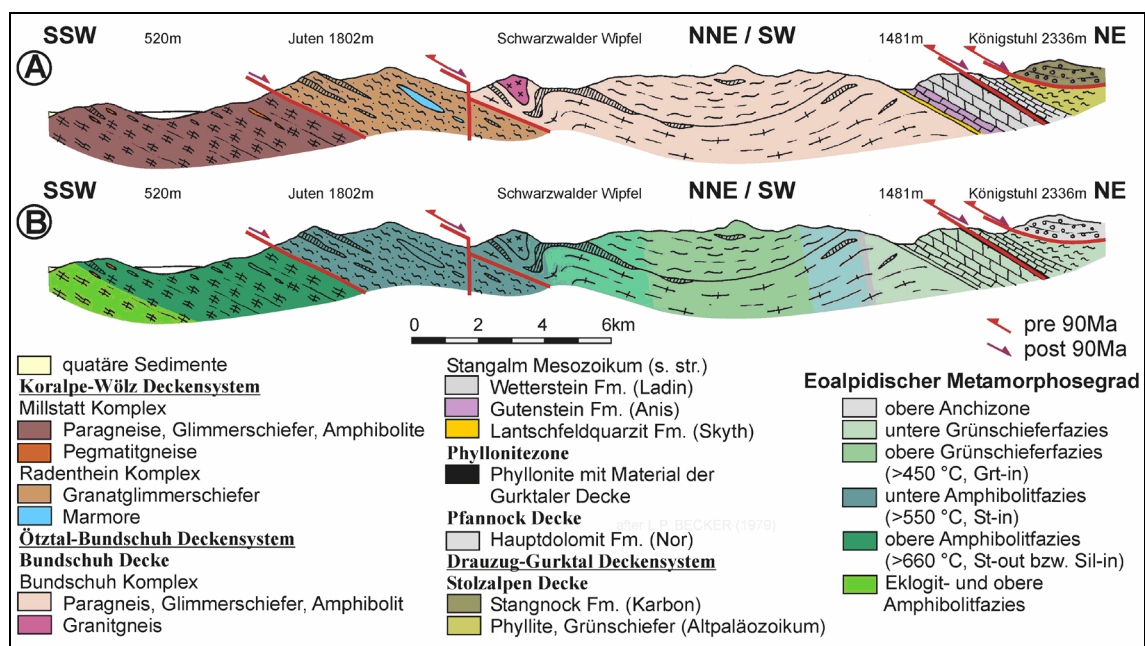 SSW 520m Juten 1802m Schwarzwalder Wipfel NNE / SW 1481m Königstuhl 2336m NE
A
SSW 520m Juten 1802m Schwarzwalder Wipfel NNE / SW 1481m Königstuhl 2336m NE
B
0 2 4 6km
pre 90Ma
post 90Ma
quatäre Sedimente
Koralpe-Wölz Deckensystem
Millstatt Komplex
Paragneise, Glimmerschiefer, Amphibolite
Pegmatitgneise
Radenthein Komplex
Granatglimmerschiefer
Marmore
Ötztal-Bundschuh Deckensystem
Bundschuh Decke
Bundschuh Komplex
Paragneis, Glimmerschiefer, Amphibolit
Granitgneis
Stangalm Mesozoikum (s. str.)
Wetterstein Fm. (Ladin)
Gutenstein Fm. (Anis)
Lantschfeldquarzit Fm. (Skyth)
Phyllonitezone
Phyllonite mit Material der
Gurktaler Decke
after L.P. BECKER (1979)
Pfannock Decke
Hauptdolomit Fm. (Nor)
Drauzug-Gurktal Deckensystem
Stolzalpen Decke
Stangnock Fm. (Karbon)
Phyllite, Grünschiefer (Altpaläozoikum)
Eoalpidischer Metamorphosegrad
obere Anchizone
untere Grünschieferfazies
obere Grünschieferfazies
(>450 °C, Grt-in)
untere Amphibolitfazies
(>550 °C, St-in)
obere Amphibolitfazies
(>660 °C, St-out bzw. Sil-in)
Eklogit- und obere
Amphibolitfazies